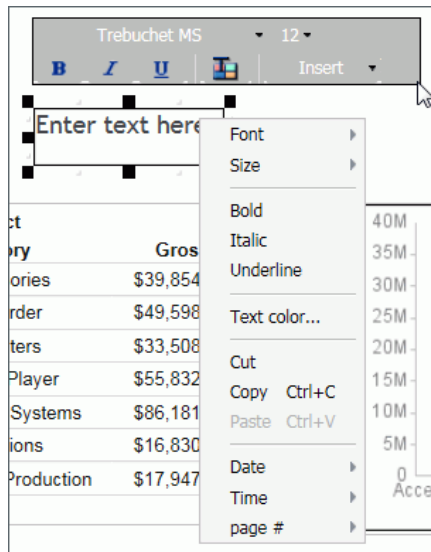 Trebuchet MS 12
B I U Insert
Enter text here
Font
Size
Bold
Italic
Underline
Text color...
Cut
Copy Ctrl+C
Paste Ctrl+V
Date
Time
page #
ct
ory Gros
ories $39,854
rder $49,598
ters $33,508
Player $55,832
Systems $86,181
ions $16,830
Production $17,947
40M
35M
30M
25M
20M
15M
10M
5M
0
Acce